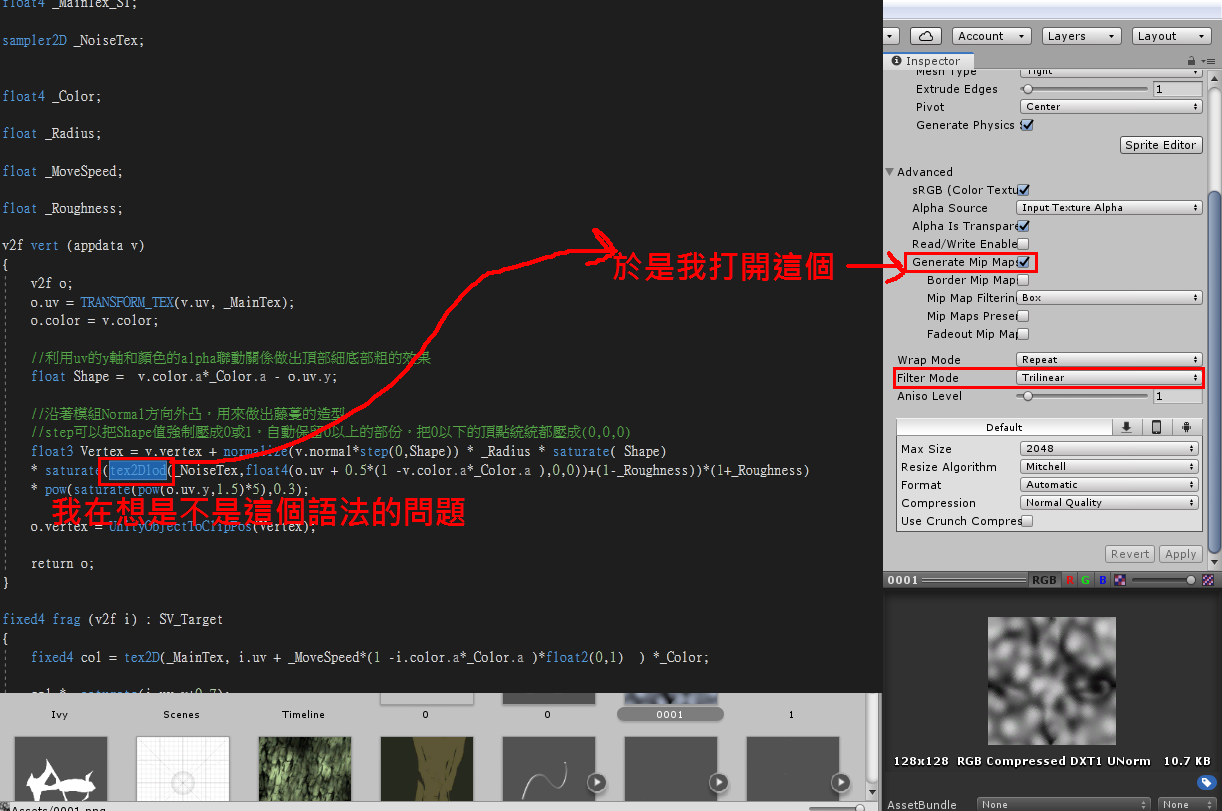 float4 _MainTex_ST;
sampler2D _NoiseTex;
float4 _Color;
float _Radius;
float _MoveSpeed;
float _Roughness;
v2f vert (appdata v)
{
v2f o;
o.uv = TRANSFORM_TEX(v.uv, _MainTex);
o.color = v.color;
//利用uv的y軸和顏色的alpha聯動關係做出頂部細底部粗的效果
float Shape = v.color.a*_Color.a - o.uv.y;
//沿著模組Normal方向外凸，用來做出藤蔓的造型
//step可以把Shape值強制壓成0或1，自動保留0以上的部份，把0以下的頂點統統都壓成(0,0,0)
float3 Vertex = v.vertex + normalize(v.normal*step(0,Shape)) * _Radius * saturate( Shape)
* saturate(tex2Dlod(_NoiseTex,float4(o.uv + 0.5*(1 -v.color.a*_Color.a ),0,0))+(1-_Roughness))*(1+_Roughness)
* pow(saturate(pow(o.uv.y,1.5)*5),0.3);
我在想是不是這個語法的問題
o.vertex = UnityObjectToClipPos(Vertex);
return o;
}
fixed4 frag (v2f i) : SV_Target
{
fixed4 col = tex2D(_MainTex, i.uv + _MoveSpeed*(1 -i.color.a*_Color.a )*float2(0,1) ) *_Color;
於是我打開這個
Ivy
Scenes
Timeline
0
0
0001
1
Assets/0001.png
Account
Layers
Layout
Inspector
Mesh Type Tight
Extrude Edges 1
Pivot Center
Generate Physics S
Sprite Editor
Advanced
sRGB (Color Textu
Alpha Source Input Texture Alpha
Alpha Is Transpare
Read/Write Enable
Generate Mip Maps
Border Mip Map
Mip Map Filtering Box
Mip Maps Preser
Fadeout Mip Ma
Wrap Mode Repeat
Filter Mode Trilinear
Aniso Level 1
Default
Max Size 2048
Resize Algorithm Mitchell
Format Automatic
Compression Normal Quality
Use Crunch Compres
Revert Apply
0001 RGB R G B
128x128 RGB Compressed DXT1 UNorm 10.7 KB
AssetBundle None None